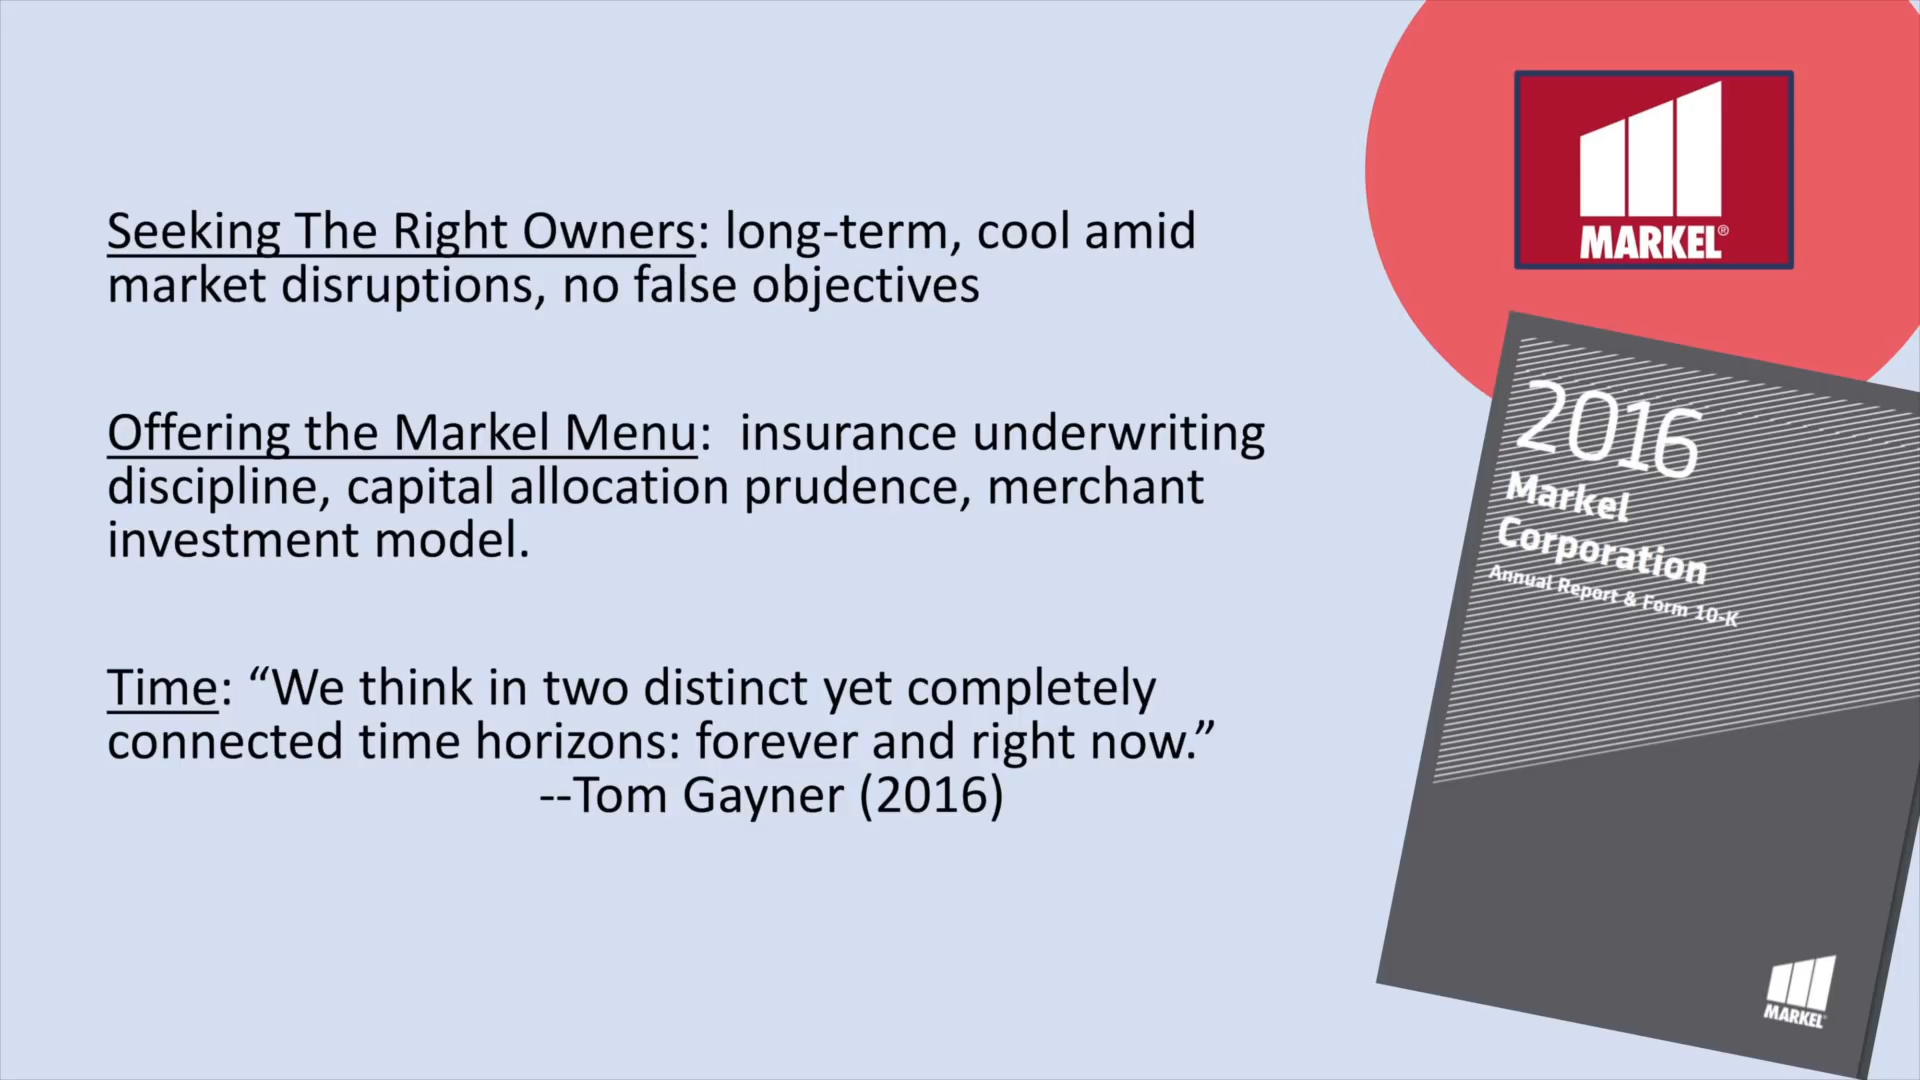 Seeking The Right Owners: long-term, cool amid
market disruptions, no false objectives
Offering the Markel Menu:  insurance underwriting
discipline, capital allocation prudence, merchant
investment model.
Time: “We think in two distinct yet completely
connected time horizons: forever and right now.”
--Tom Gayner (2016)
MARKEL®
2016
Markel
Corporation
Annual Report & Form 10-K
MARKEL®